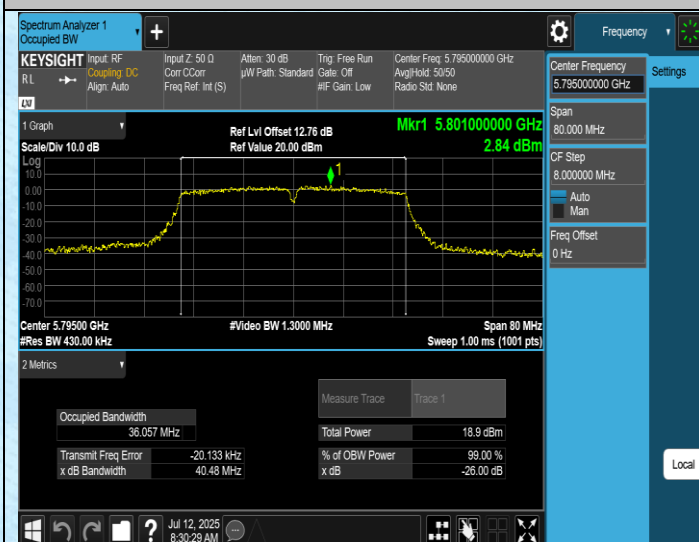 Spectrum Analyzer 1
Occupied BW
Frequency
KEYSIGHT
R L
LXI
Input: RF
Coupling: DC
Align: Auto
Input Z: 50 Ω
Corr CCorr
Freq Ref: Int (S)
Atten: 30 dB
µW Path: Standard
Trig: Free Run
Gate: Off
#IF Gain: Low
Center Freq: 5.795000000 GHz
Avg|Hold: 50/50
Radio Std: None
Center Frequency
5.795000000 GHz
Settings
Span
80.000 MHz
CF Step
8.000000 MHz
Auto
Man
Freq Offset
0 Hz
Local
1 Graph
Scale/Div 10.0 dB
Ref Lvl Offset 12.76 dB
Ref Value 20.00 dBm
Mkr1 5.801000000 GHz
2.84 dBm
Log
10.0
0.00
-10.0
-20.0
-30.0
-40.0
-50.0
-60.0
-70.0
1
Center 5.79500 GHz
#Res BW 430.00 kHz
#Video BW 1.3000 MHz
Span 80 MHz
Sweep 1.00 ms (1001 pts)
2 Metrics
Measure Trace
Trace 1
Occupied Bandwidth
36.057 MHz
Total Power
18.9 dBm
Transmit Freq Error
-20.133 kHz
% of OBW Power
99.00 %
x dB Bandwidth
40.48 MHz
x dB
-26.00 dB
Jul 12, 2025
8:30:29 AM